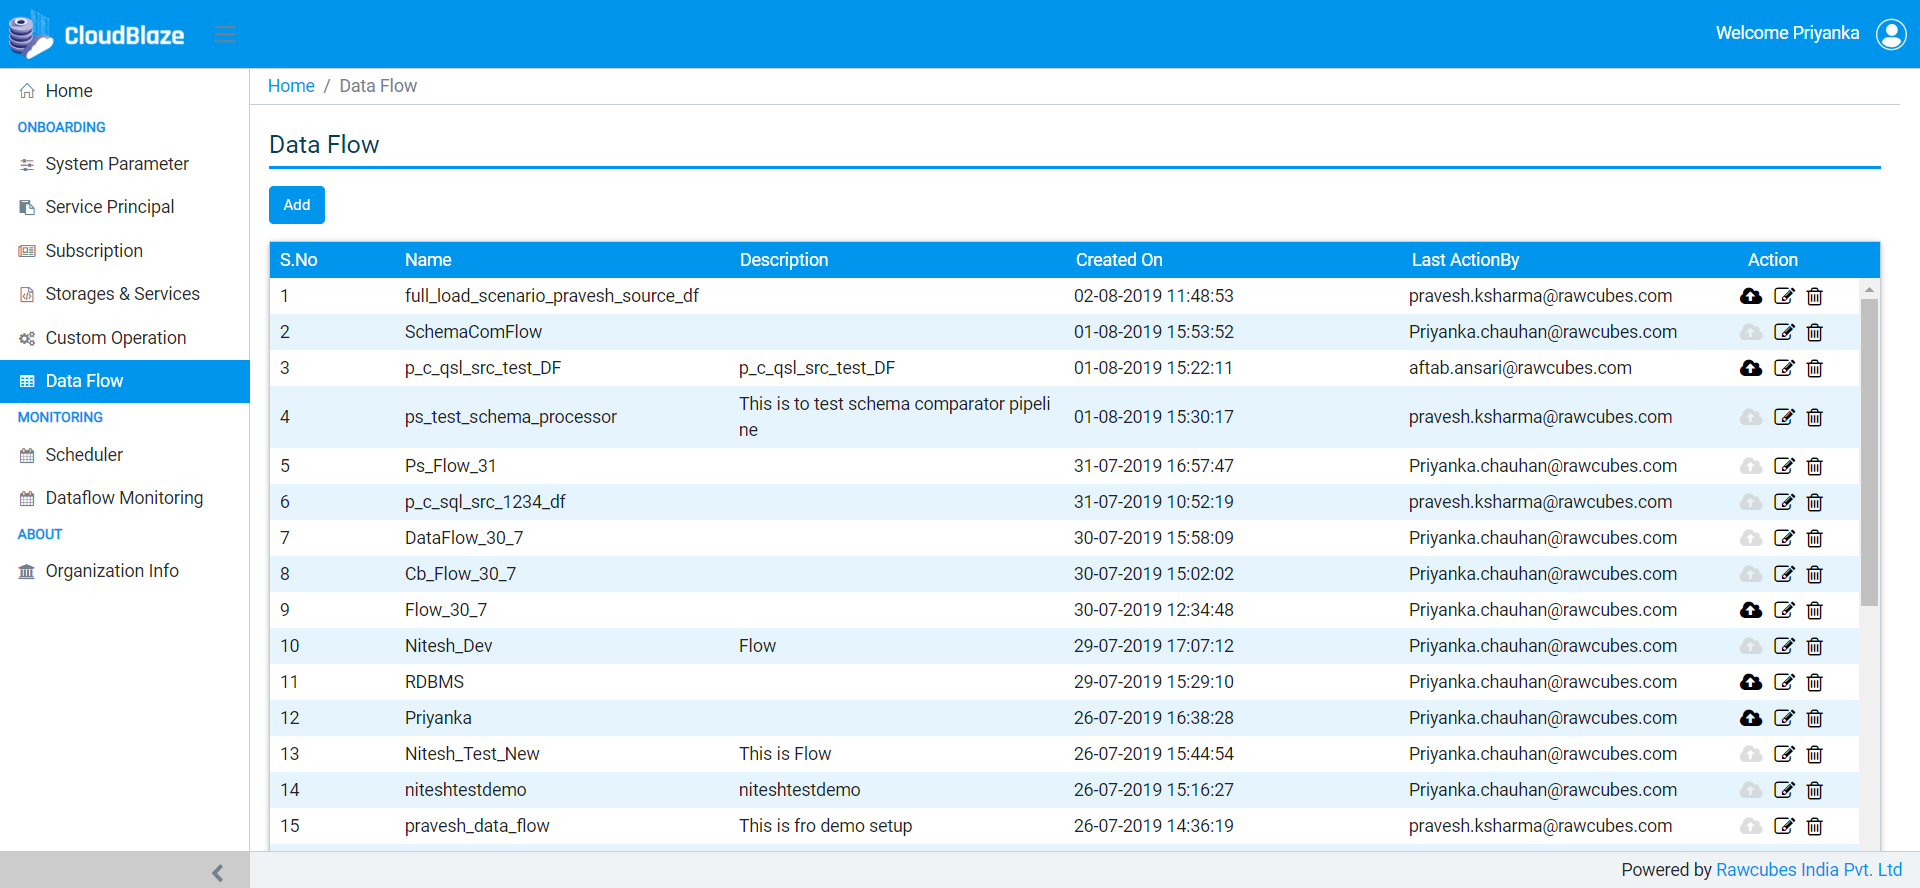 CloudBlaze
Welcome Priyanka
Home
ONBOARDING
System Parameter
Service Principal
Subscription
Storages & Services
Custom Operation
Data Flow
MONITORING
Scheduler
Dataflow Monitoring
ABOUT
Organization Info
Home / Data Flow
Data Flow
Add
S.No Name Description Created On Last ActionBy Action
1 full_load_scenario_pravesh_source_df 02-08-2019 11:48:53 pravesh.ksharma@rawcubes.com
2 SchemaComFlow 01-08-2019 15:53:52 Priyanka.chauhan@rawcubes.com
3 p_c_qsl_src_test_DF p_c_qsl_src_test_DF 01-08-2019 15:22:11 aftab.ansari@rawcubes.com
4 ps_test_schema_processor This is to test schema comparator pipeli
ne 01-08-2019 15:30:17 pravesh.ksharma@rawcubes.com
5 Ps_Flow_31 31-07-2019 16:57:47 Priyanka.chauhan@rawcubes.com
6 p_c_sql_src_1234_df 31-07-2019 10:52:19 pravesh.ksharma@rawcubes.com
7 DataFlow_30_7 30-07-2019 15:58:09 Priyanka.chauhan@rawcubes.com
8 Cb_Flow_30_7 30-07-2019 15:02:02 Priyanka.chauhan@rawcubes.com
9 Flow_30_7 30-07-2019 12:34:48 Priyanka.chauhan@rawcubes.com
10 Nitesh_Dev Flow 29-07-2019 17:07:12 Priyanka.chauhan@rawcubes.com
11 RDBMS 29-07-2019 15:29:10 Priyanka.chauhan@rawcubes.com
12 Priyanka 26-07-2019 16:38:28 Priyanka.chauhan@rawcubes.com
13 Nitesh_Test_New This is Flow 26-07-2019 15:44:54 Priyanka.chauhan@rawcubes.com
14 niteshtestdemo niteshtestdemo 26-07-2019 15:16:27 Priyanka.chauhan@rawcubes.com
15 pravesh_data_flow This is fro demo setup 26-07-2019 14:36:19 pravesh.ksharma@rawcubes.com
Powered by Rawcubes India Pvt. Ltd